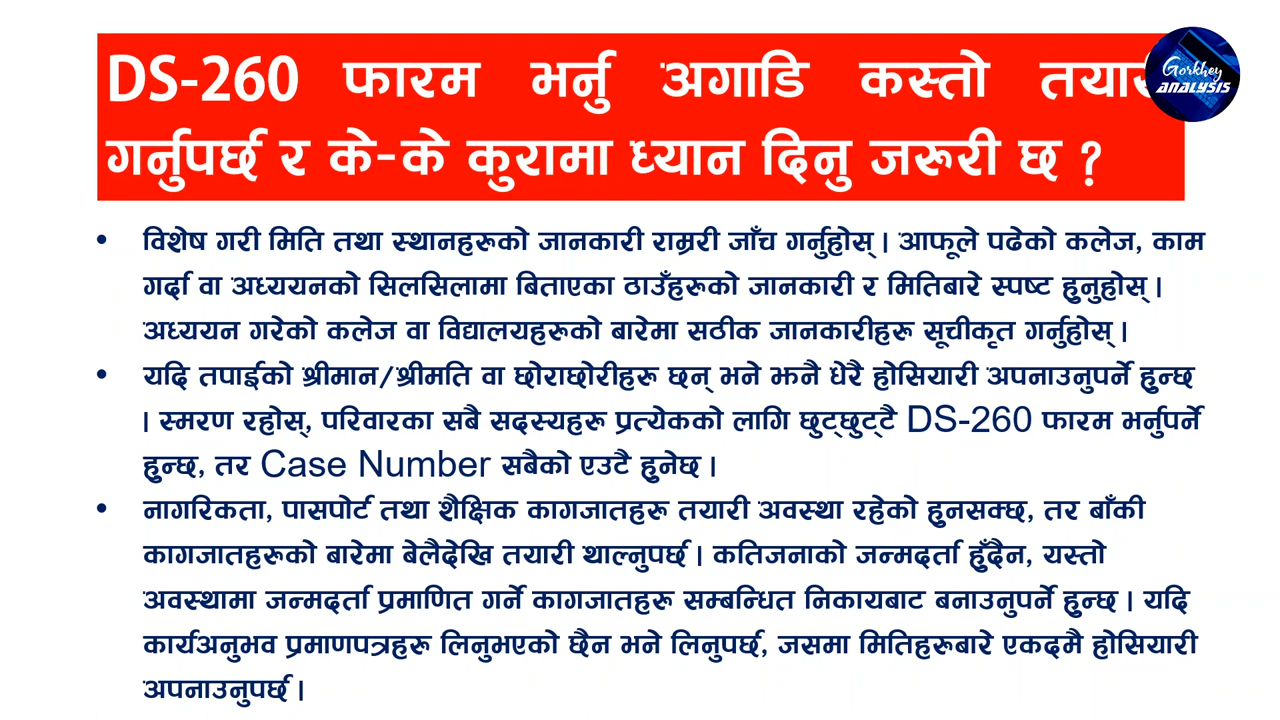 DS-260 फारम भर्नु अगाडि कस्तो तयार
गर्नुपर्छ र के-के कुरामा ध्यान दिनु जरूरी छ ?
Gorkhey
ANALYSIS
• विशेष गरी मिति तथा स्थानहरूको जानकारी राम्ररी जाँच गर्नुहोस् । आफूले पढेको कलेज, काम
गर्दा वा अध्ययनको सिलसिलामा बिताएका ठाउँहरूको जानकारी र मितिबारे स्पष्ट हुनुहोस् ।
अध्ययन गरेको कलेज वा विद्यालयहरूको बारेमा सठीक जानकारीहरू सूचीकृत गर्नुहोस् ।
• यदि तपाईको श्रीमान/श्रीमति वा छोराछोरीहरू छन् भने झनै धेरै होसियारी अपनाउनुपर्ने हुन्छ
। स्मरण रहोस्, परिवारका सबै सदस्यहरू प्रत्येकको लागि छुट्छुट्टै DS-260 फारम भर्नुपर्ने
हुन्छ, तर Case Number सबैको एउटै हुनेछ ।
• नागरिकता, पासपोर्ट तथा शैक्षिक कागजातहरू तयारी अवस्था रहेको हुनसक्छ, तर बाँकी
कागजातहरूको बारेमा बेलैदेखि तयारी थाल्नुपर्छ । कतिजनाको जन्मदर्ता हुँदैन, यस्तो
अवस्थामा जन्मदर्ता प्रमाणित गर्ने कागजातहरू सम्बन्धित निकायबाट बनाउनुपर्ने हुन्छ । यदि
कार्यअनुभव प्रमाणपत्रहरू लिनुभएको छैन भने लिनुपर्छ, जसमा मितिहरूबारे एकदमै होसियारी
अपनाउनुपर्छ ।